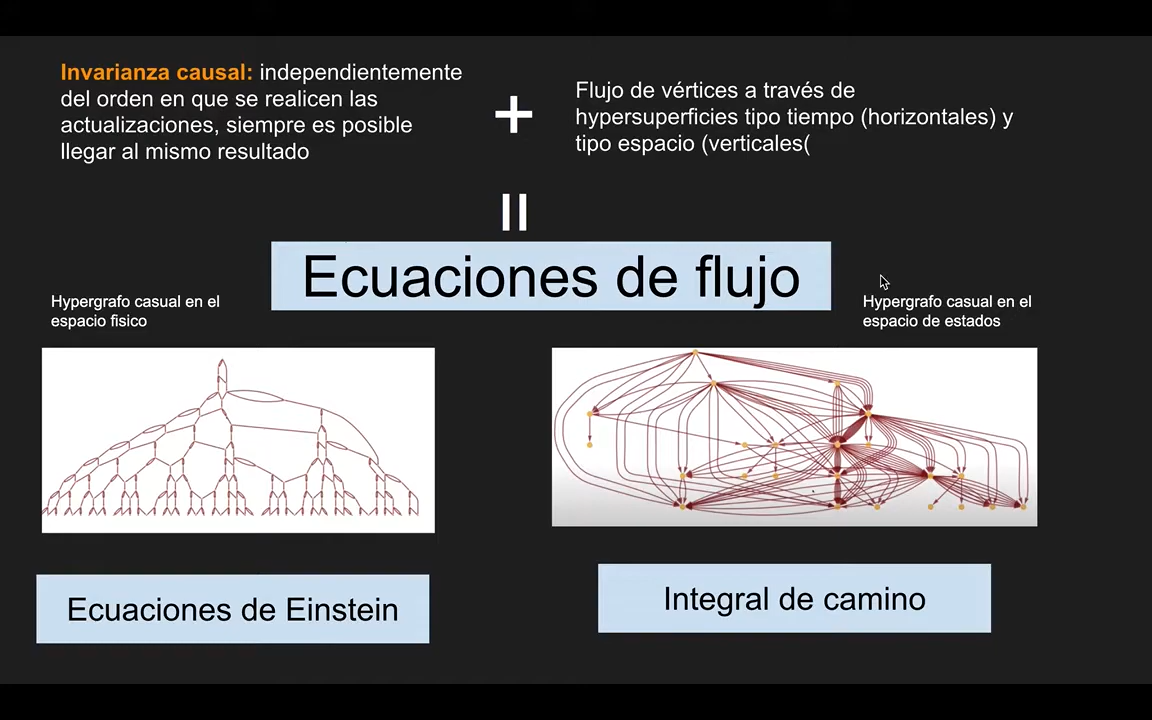 Invarianza causal: independientemente
del orden en que se realicen las
actualizaciones, siempre es posible
llegar al mismo resultado
+
Flujo de vértices a través de
hypersuperficies tipo tiempo (horizontales) y
tipo espacio (verticales(
=
Ecuaciones de flujo
Hypergrafo casual en el
espacio fisico
Hypergrafo casual en el
espacio de estados
Ecuaciones de Einstein
Integral de camino